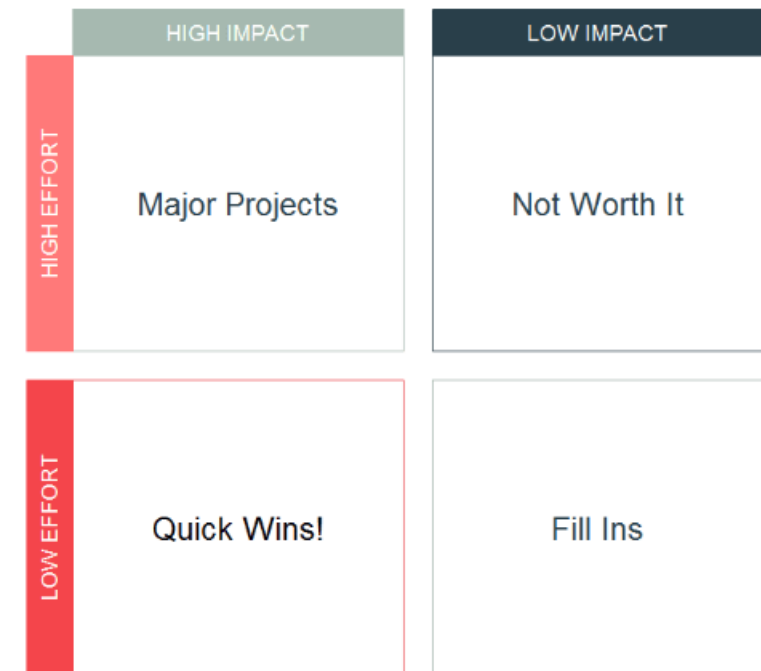 HIGH IMPACT
LOW IMPACT
HIGH EFFORT
Major Projects
Not Worth It
LOW EFFORT
Quick Wins!
Fill Ins